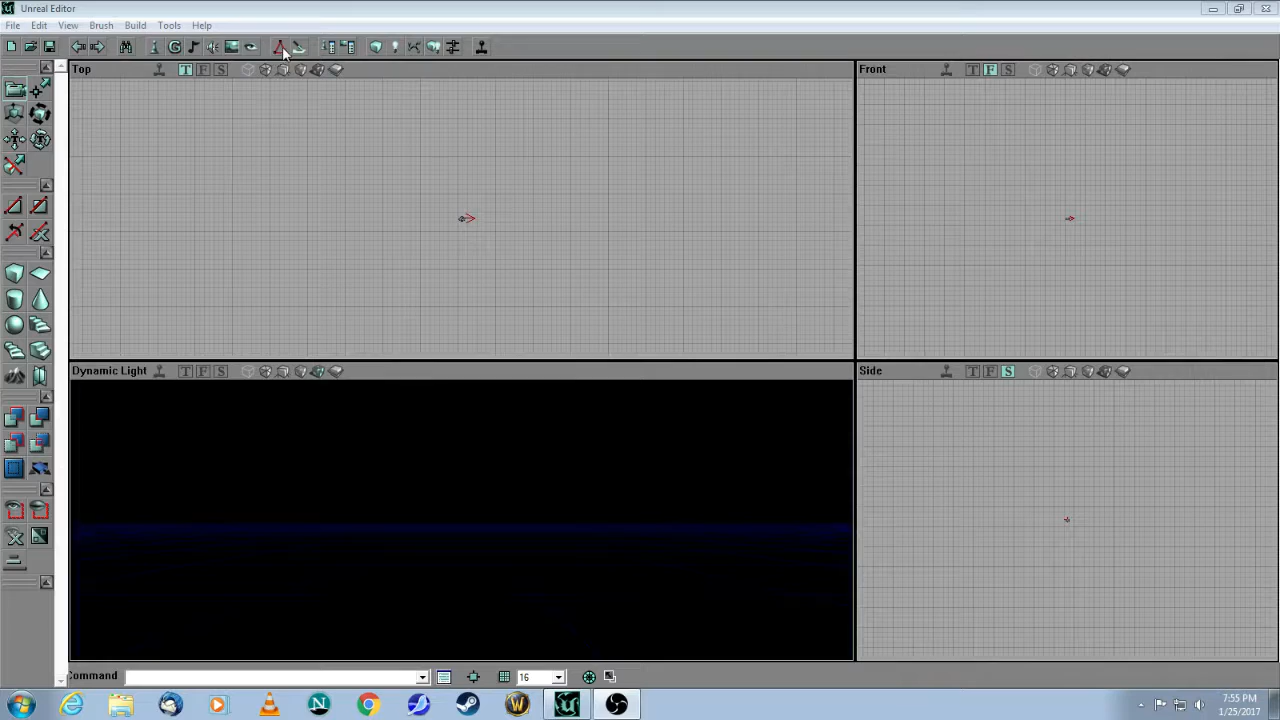 Unreal Editor
File Edit View Brush Build Tools Help
Top T F S
Front T F S
Dynamic Light T F S
Side T F S
Command 16
7:55 PM
1/25/2017